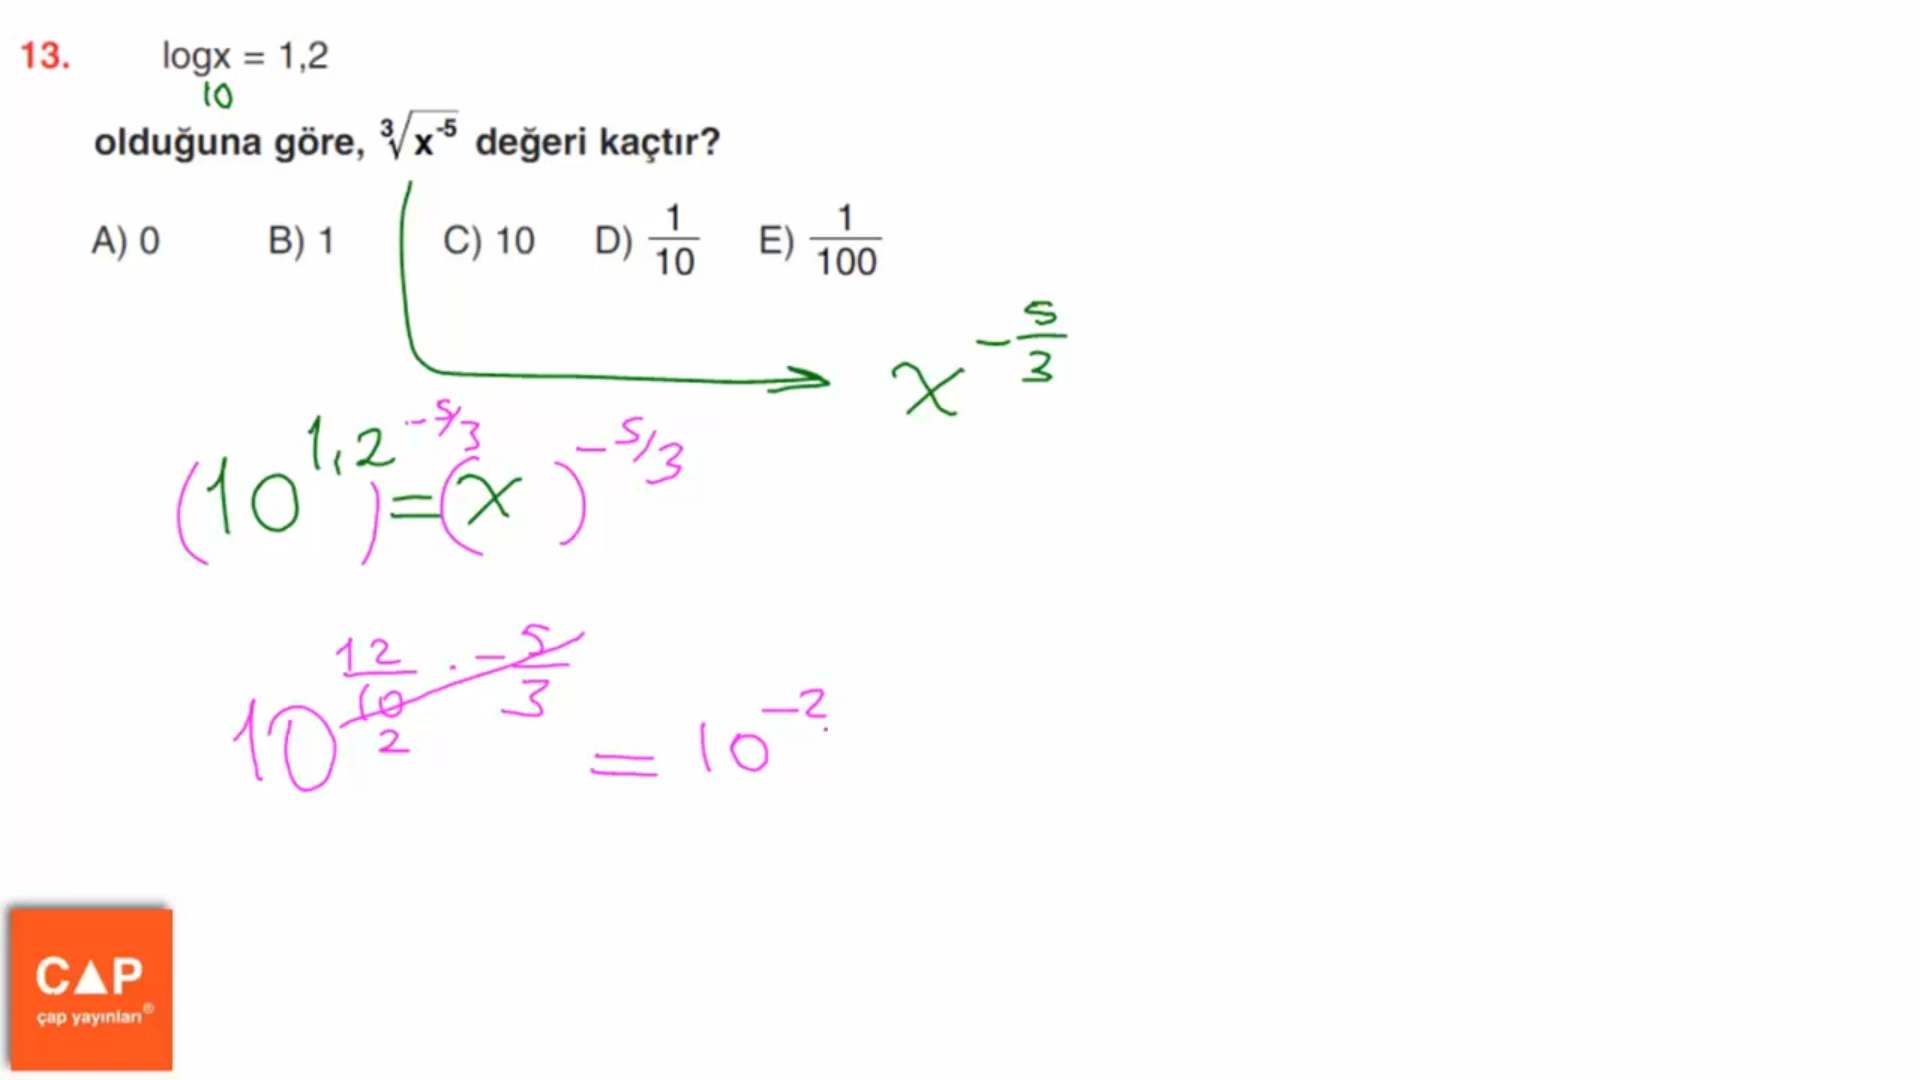 13. logx = 1,2
10
olduğuna göre, ∛x⁻⁵ değeri kaçtır?
A) 0 B) 1 C) 10 D) 1/10 E) 1/100
x^(-5/3)
(10^1,2)^(-5/3) = (x)^(-5/3)
10^(12/10 · -5/3) = 10^-2
2
CAP
çap yayınları®